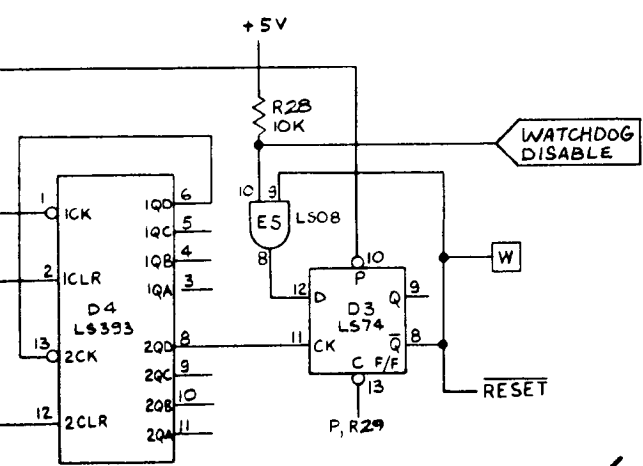 +5V
R28
10K
WATCHDOG
DISABLE
10 9
E5 LS08
8
1 1CK 1QD 6
1QC 5
1QB 4
2 1CLR 1QA 3
D4
LS393
13 2CK 2QD 8
2QC 9
2QB 10
12 2CLR 2QA 11
10
P
12 D Q 9
D3
LS74
11 CK Q̅ 8
C F/F
13
P, R29
W
R̅E̅S̅E̅T̅